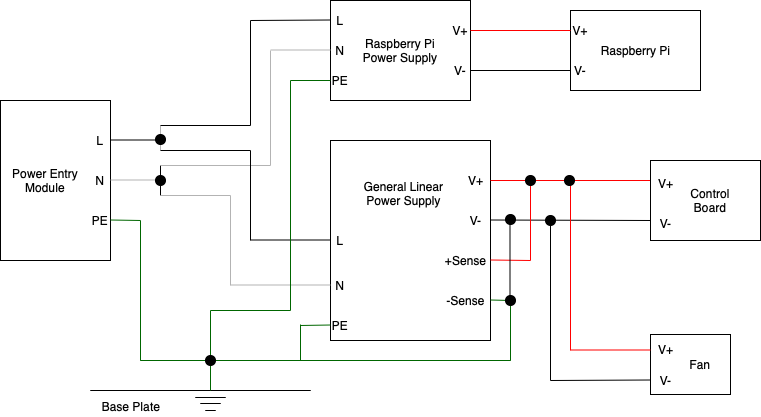 L
N
PE
Raspberry Pi
Power Supply
V+
V-
V+
V-
Raspberry Pi
Power Entry
Module
L
N
PE
General Linear
Power Supply
V+
V-
+Sense
-Sense
L
N
PE
V+
V-
Control
Board
V+
V-
Fan
Base Plate